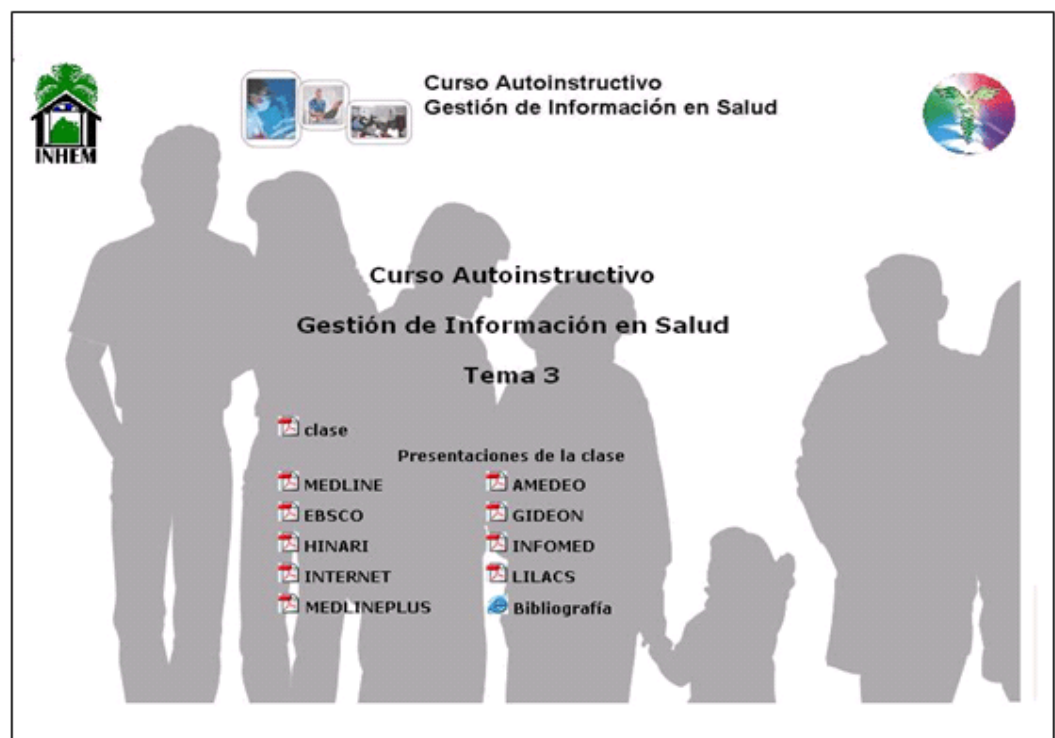 INHEM
Curso Autoinstructivo
Gestión de Información en Salud
Curso Autoinstructivo
Gestión de Información en Salud
Tema 3
clase
Presentaciones de la clase
MEDLINE
AMEDEO
EBSCO
GIDEON
HINARI
INFOMED
INTERNET
LILACS
MEDLINEPLUS
Bibliografía